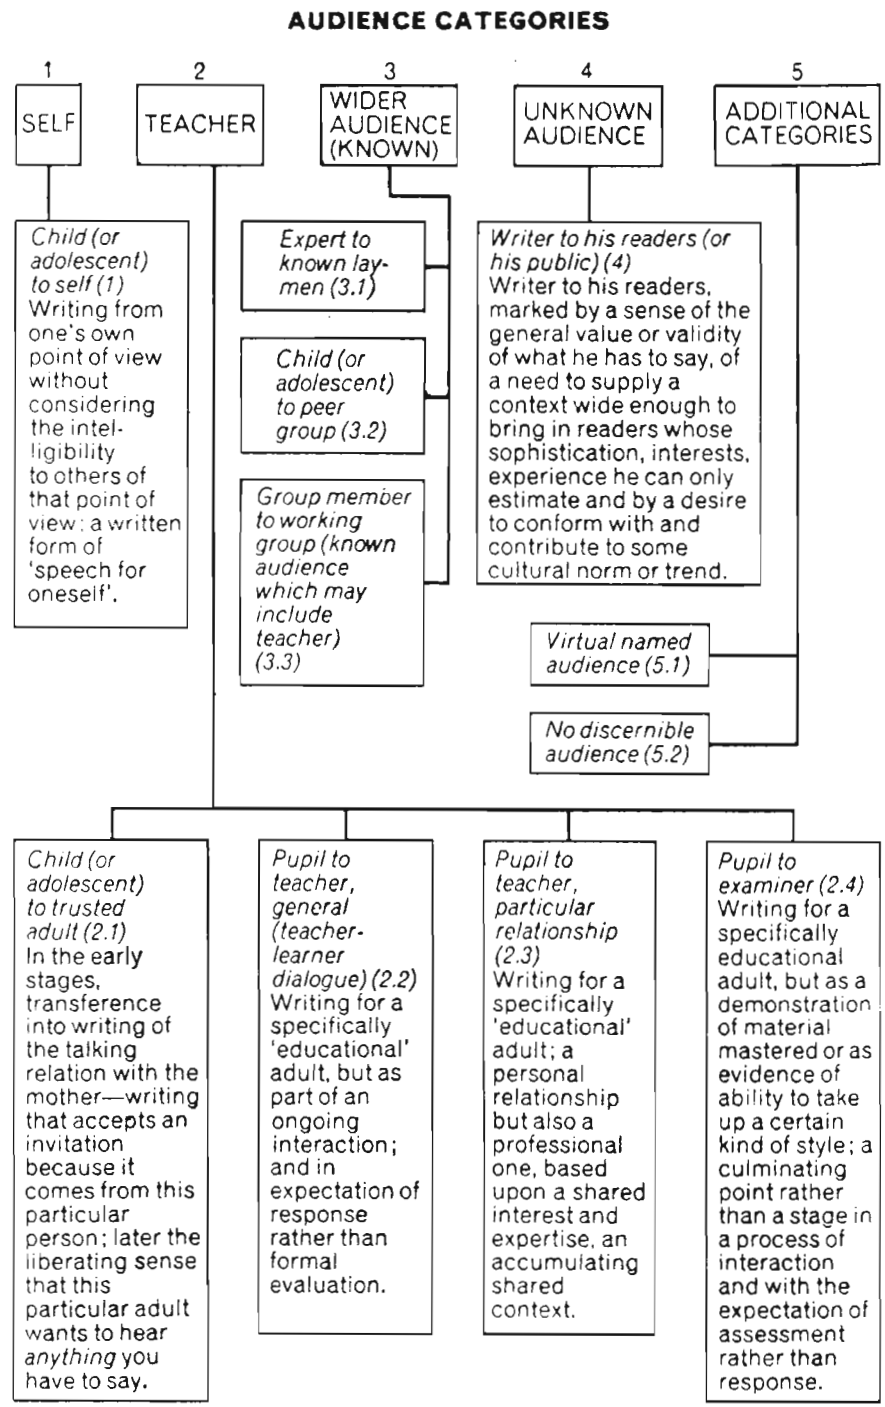 AUDIENCE CATEGORIES
1
SELF
2
TEACHER
3
WIDER
AUDIENCE
(KNOWN)
4
UNKNOWN
AUDIENCE
5
ADDITIONAL
CATEGORIES
Child (or
adolescent)
to self (1)
Writing from
one's own
point of view
without
considering
the intel-
ligibility
to others of
that point of
view; a written
form of
'speech for
oneself'.
Expert to
known lay-
men (3.1)
Child (or
adolescent)
to peer
group (3.2)
Group member
to working
group (known
audience
which may
include
teacher)
(3.3)
Writer to his readers (or
his public) (4)
Writer to his readers,
marked by a sense of the
general value or validity
of what he has to say, of
a need to supply a
context wide enough to
bring in readers whose
sophistication, interests,
experience he can only
estimate and by a desire
to conform with and
contribute to some
cultural norm or trend.
Virtual named
audience (5.1)
No discernible
audience (5.2)
Child (or
adolescent)
to trusted
adult (2.1)
In the early
stages,
transference
into writing of
the talking
relation with the
mother—writing
that accepts an
invitation
because it
comes from this
particular
person; later the
liberating sense
that this
particular adult
wants to hear
anything you
have to say.
Pupil to
teacher,
general
(teacher-
learner
dialogue) (2.2)
Writing for a
specifically
'educational'
adult, but as
part of an
ongoing
interaction;
and in
expectation of
response
rather than
formal
evaluation.
Pupil to
teacher,
particular
relationship
(2.3)
Writing for a
specifically
'educational'
adult; a
personal
relationship
but also a
professional
one, based
upon a shared
interest and
expertise, an
accumulating
shared
context.
Pupil to
examiner (2.4)
Writing for a
specifically
educational
adult, but as a
demonstration
of material
mastered or as
evidence of
ability to take
up a certain
kind of style; a
culminating
point rather
than a stage in
a process of
interaction
and with the
expectation of
assessment
rather than
response.